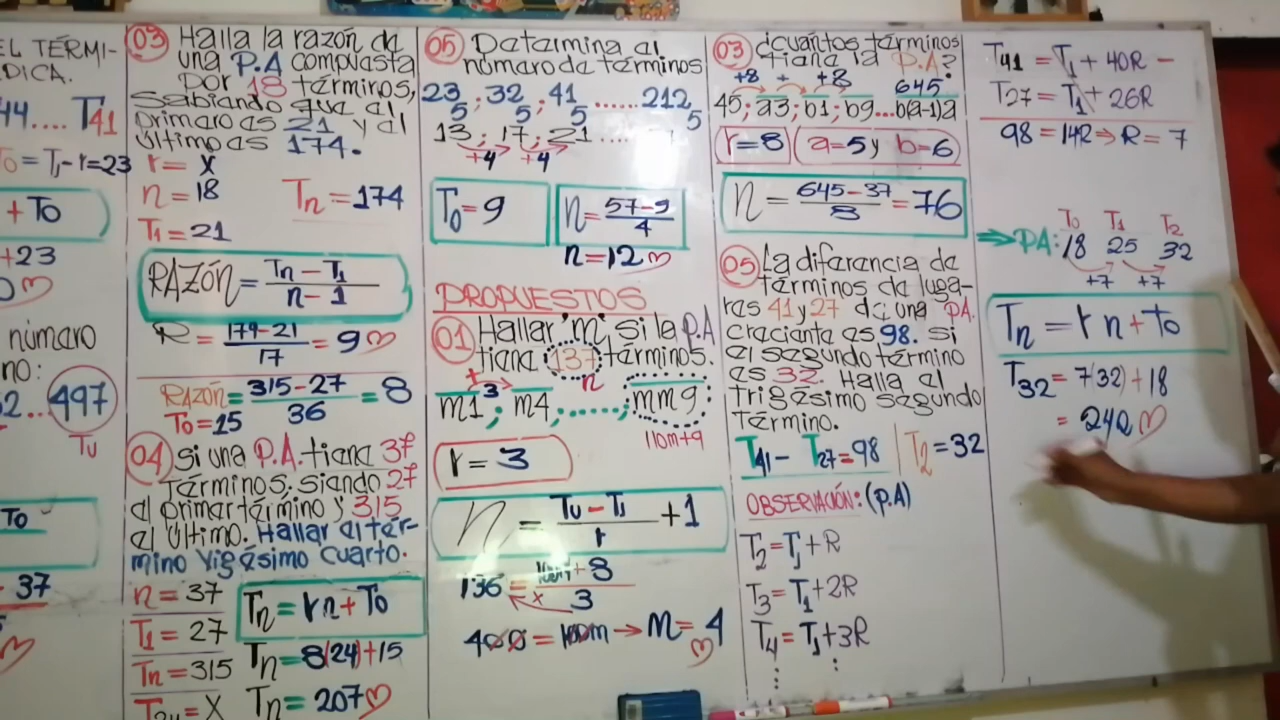 EL TÉRMI-
DICA.
44.... T41
T0 = T1 - r = 23
+ T0
+23
número
no:
...497
Tu
T0
- 37
03 Halla la razón de
una P.A compuesta
por 18 términos,
Sabiendo que el
primero es 21 y el
último es 174.
r = x
n = 18 Tn = 174
T1 = 21
RAZÓN = Tn - T1 / n - 1
R = 174-21 / 17 = 9
RAZÓN = 315-27 / 36 = 8
T0 = 15
04 Si una P.A. tiene 37
términos; siendo 27
el primer término y 315
el último. Hallar el tér-
mino vigésimo cuarto.
n = 37
T1 = 27
Tn = 315
T24 = X
Tn = rn + T0
Tn = 8(24)+15
Tn = 207
05 Determina el
número de términos
23 5 ; 32 5 ; 41 5 ...... 212 5
13 ; 17 ; 21 ....
+4 +4
T0 = 9 n = 57-9 / 4
n = 12
PROPUESTOS
01 Hallar "m" si la P.A
tiene 137 términos.
n
+3
m1 ; m4 ; ......; mm9
110m+9
r = 3
n = Tu - T1 / r + 1
136 = 100m + 8 / 3
400 = 100m → m = 4
03 ¿Cuántos términos
tiene la P.A?
+8 + +8 645
45; a3; b1; b9...b(a-1)a
r=8 (a=5 y b=6)
n = 645-37 / 8 = 76
05 La diferencia de
términos de luga-
res 41 y 27 de una P.A.
creciente es 98. si
el segundo término
es 32. Halla el
trigésimo segundo
término.
T41 - T27 = 98 | T2 = 32
OBSERVACIÓN: (P.A)
T2 = T1 + R
T3 = T1 + 2R
T4 = T1 + 3R
T41 = T1 + 40R -
T27 = T1 + 26R
98 = 14R ⇒ R = 7
T0 T1 T2
⇒ PA: 18 25 32
+7 +7
Tn = rn + t0
T32 = 7(32) + 18
= 242